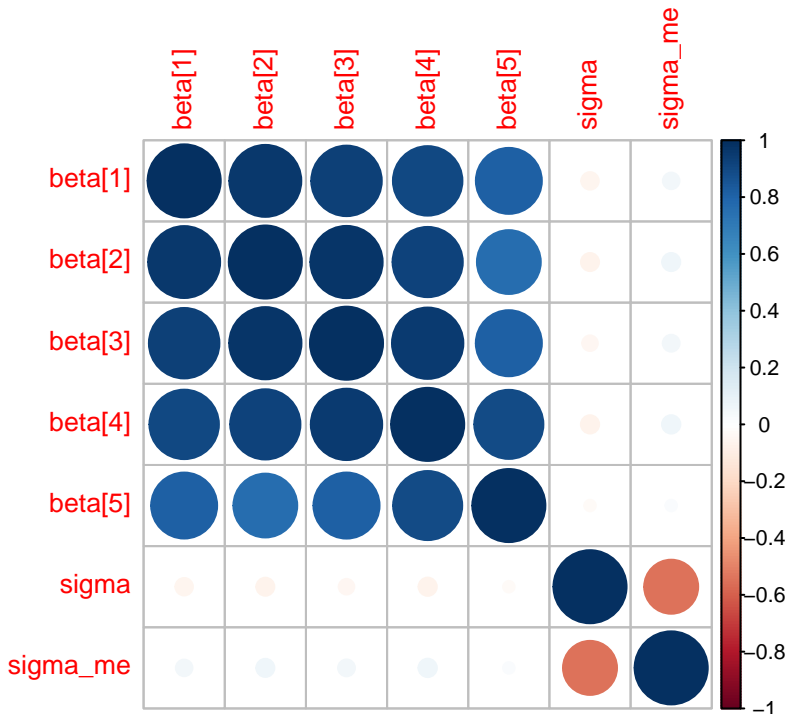 beta[1]
beta[2]
beta[3]
beta[4]
beta[5]
sigma
sigma_me
beta[1]
beta[2]
beta[3]
beta[4]
beta[5]
sigma
sigma_me
1
0.8
0.6
0.4
0.2
0
−0.2
−0.4
−0.6
−0.8
−1